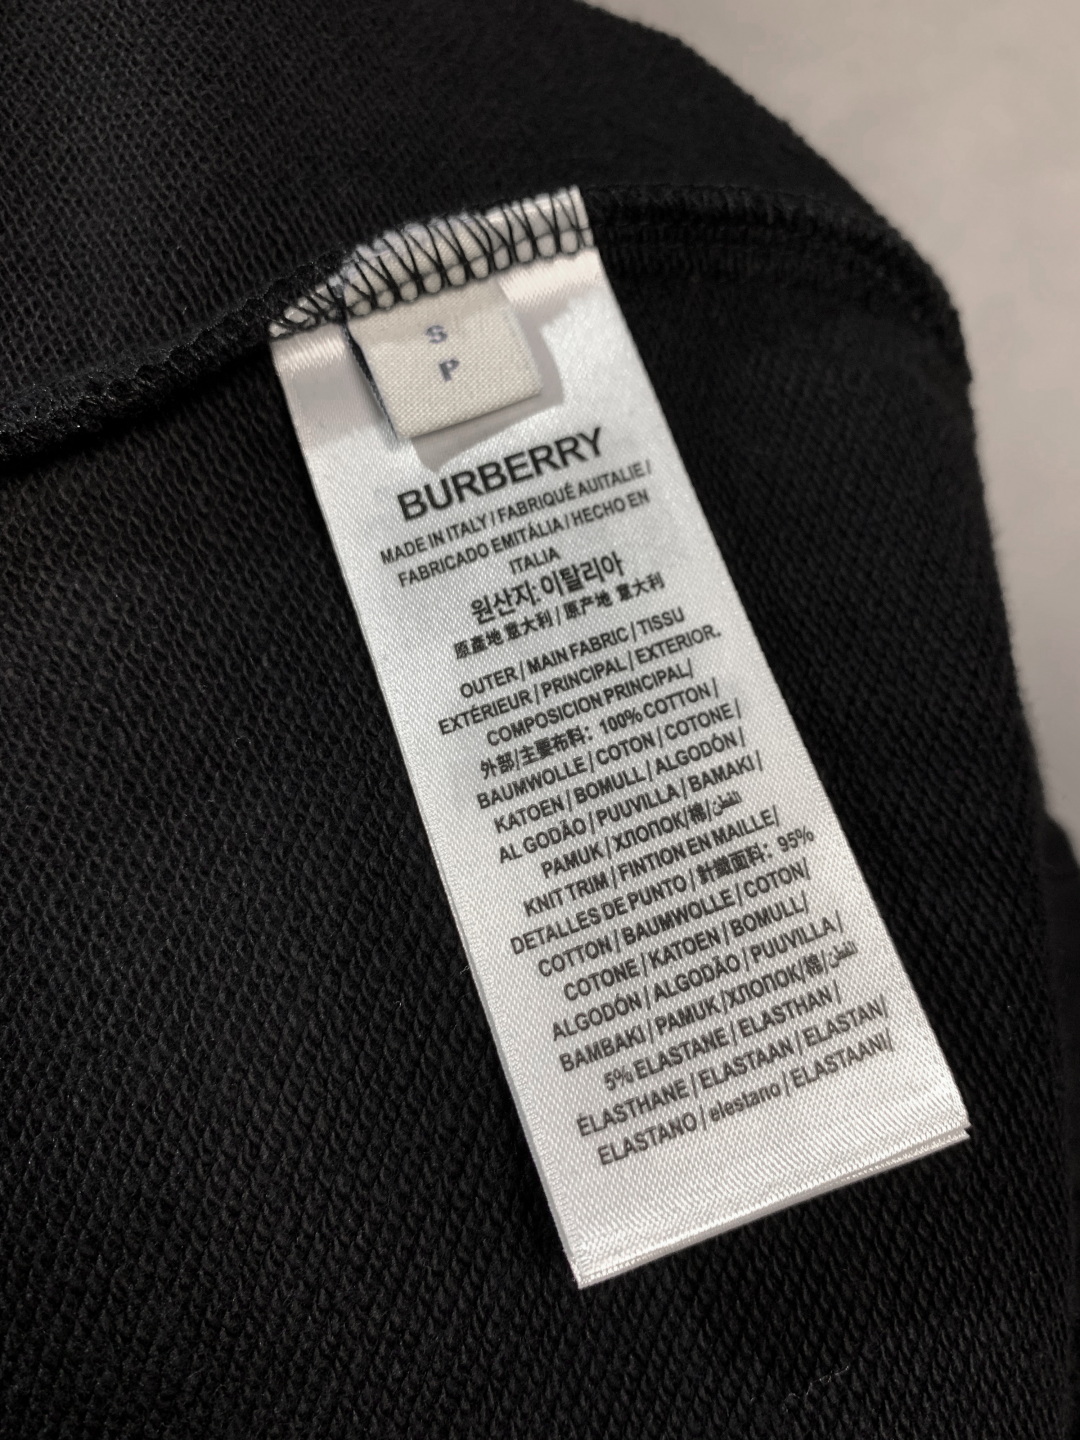 S
P
BURBERRY
MADE IN ITALY / FABRIQUÉ AUITALIE /
FABRICADO EMITÁLIA / HECHO EN
ITALIA
원산지: 이탈리아
原產地 意大利 / 原产地 意大利
OUTER / MAIN FABRIC / TISSU
EXTÉRIEUR / PRINCIPAL / EXTERIOR.
COMPOSICION PRINCIPAL/
外部/主要布料: 100% COTTON /
BAUMWOLLE / COTON / COTONE/
KATOEN / BOMULL / ALGODÓN/
ALGODÃO / PUUVILLA / BAMAKI /
PAMUK / ХЛОПОК/棉/القطن
KNIT TRIM / FINTION EN MAILLE/
DETALLES DE PUNTO / 計織面料: 95%
COTTON / BAUMWOLLE / COTON/
COTONE / KATOEN / BOMULL/
ALGODÓN / ALGODÃO / PUUVILLA /
BAMBAKI / PAMUK / ХЛОПОК/棉/القطن
5% ELASTANE / ELASTHAN /
ÉLASTHANE / ELASTAAN / ELASTAN/
ELASTANO / elestano / ELASTAANI/